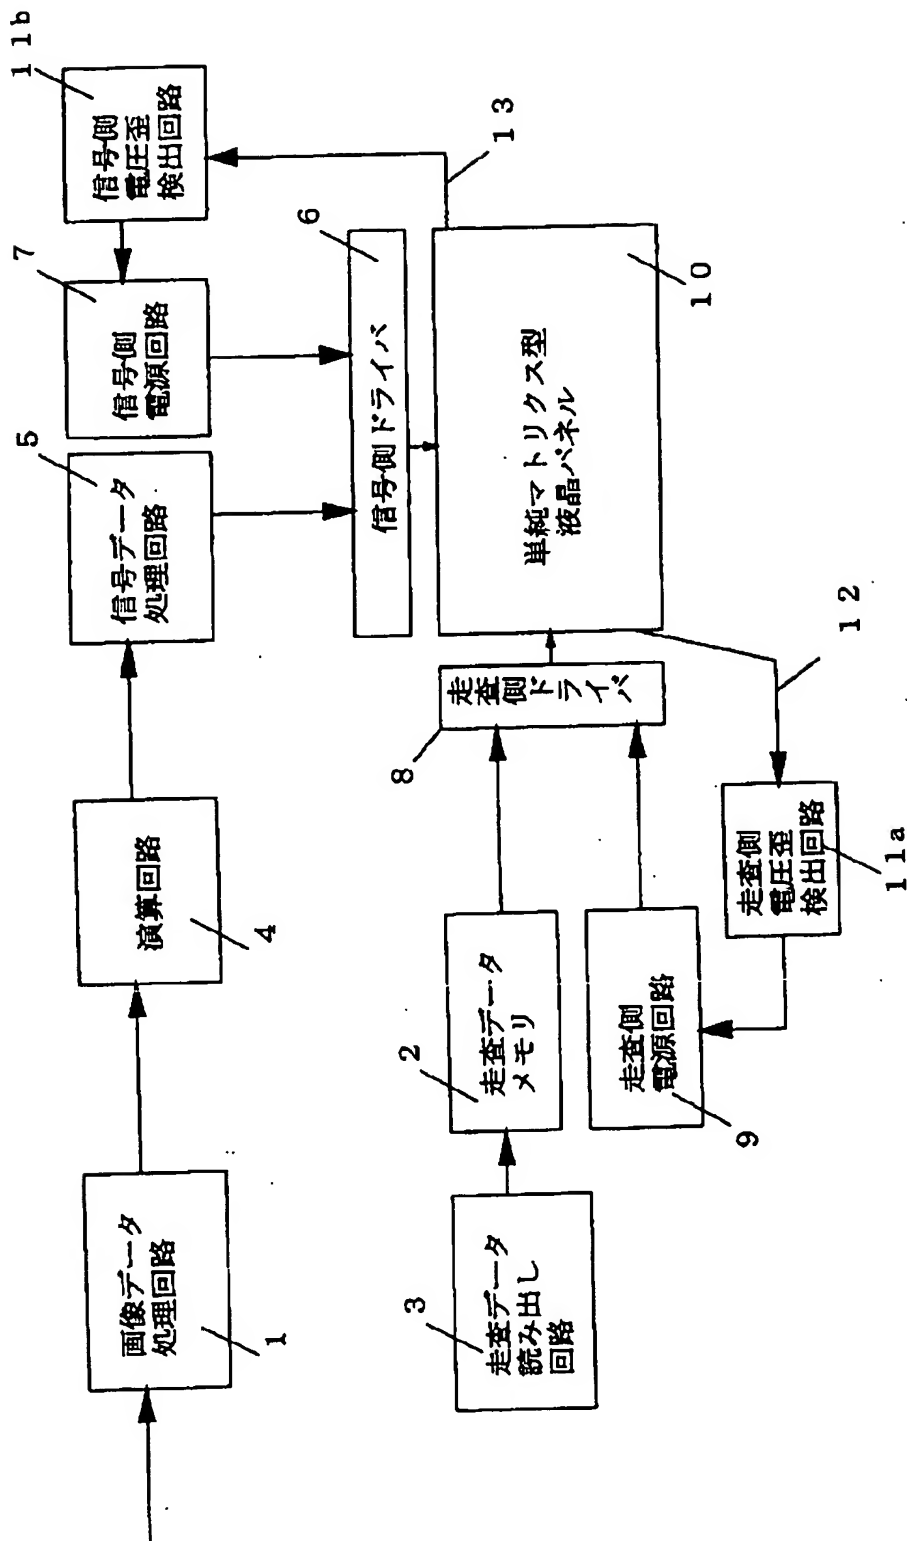 画像データ
処理回路
1
演算回路
4
信号データ
処理回路
5
信号側
電源回路
7
信号側
電圧歪
検出回路
11b
信号側ドライバ
6
13
走査データ
読み出し
回路
3
走査データ
メモリ
2
走査側
電源回路
9
走査側ドライバ
8
単純マトリクス型
液晶パネル
10
12
走査側
電圧歪
検出回路
11a